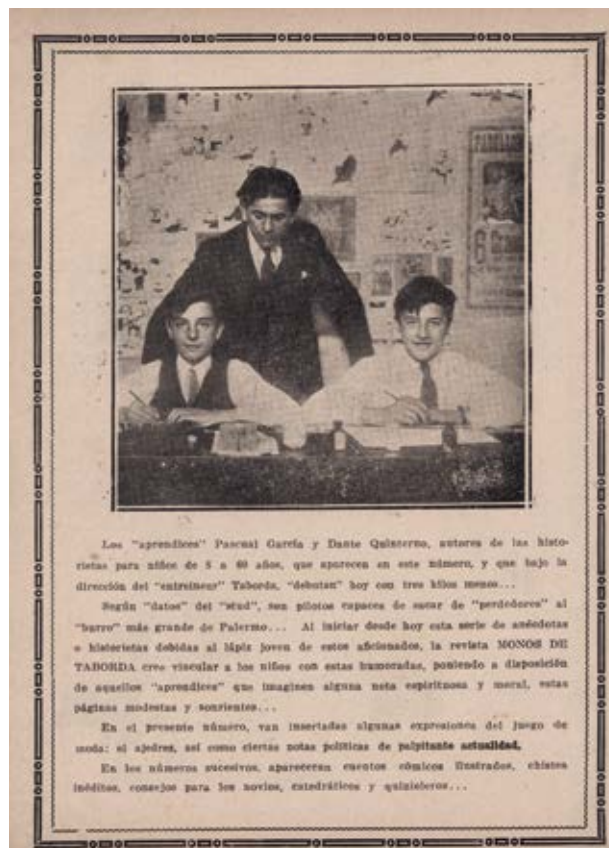 PABELLON
6
Los "aprendices" Pascual García y Dante Quinterno, autores de las histo-
rietas para niños de 5 a 60 años, que aparecen en este número, y que bajo la
dirección del "entreineur" Taborda, "debutan" hoy con tres kilos menos...
Según "datos" del "stud", son pilotos capaces de sacar de "perdedores" al
"burro" más grande de Palermo... Al iniciar desde hoy esta serie de anécdotas
e historietas debidas al lápiz joven de estos aficionados, la revista MONOS DE
TABORDA cree vincular a los niños con estas humoradas, poniendo a disposición
de aquellos "aprendices" que imaginen alguna nota espirituosa y moral, estas
páginas modestas y sonrientes...
En el presente número, van insertadas algunas expresiones del juego de
moda: el ajedrez, así como ciertas notas políticas de palpitante actualidad.
En los números sucesivos, aparecerán cuentos cómicos ilustrados, chistes
inéditos, consejos para los novios, catedráticos y quinieleros...